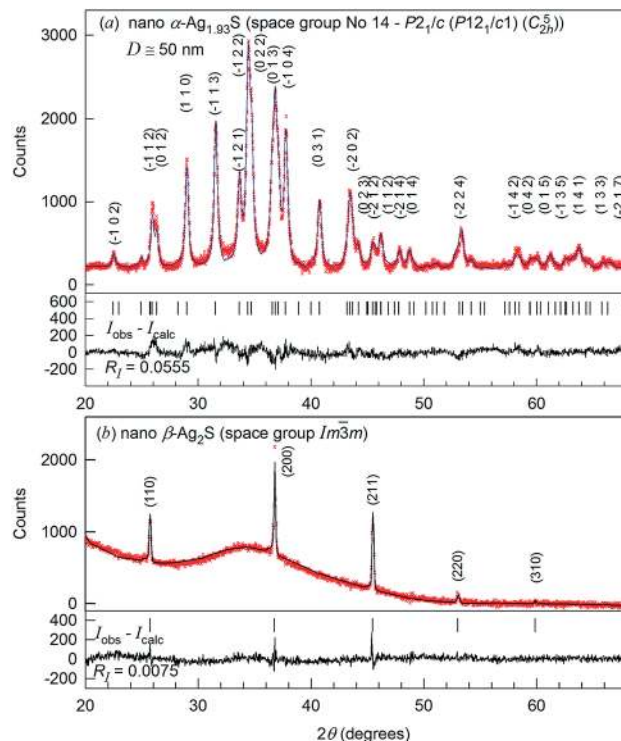 (a) nano α-Ag1.93S (space group No 14 - P21/c (P121/c1) (C⁵2h))
D ≅ 50 nm
3000
2000
1000
0
Counts
(-1 0 2)
(-1 1 2)
(0 1 2)
(1 1 0)
(-1 1 3)
(-1 2 1)
(-1 2 2)
(0 2 2)
(0 1 3)
(-1 0 4)
(0 3 1)
(-2 0 2)
(0 2 3)
(-2 1 2)
(1 1 2)
(-2 1 4)
(0 1 4)
(-2 2 4)
(-1 4 2)
(0 4 2)
(0 1 5)
(-1 3 5)
(1 4 1)
(1 3 3)
(-2 1 7)
600
400
200
0
-200
Iobs - Icalc
RI = 0.0555
20 30 40 50 60
(b) nano β-Ag2S (space group Im3̅m)
2000
1000
0
Counts
(110)
(200)
(211)
(220)
(310)
400
200
0
-200
Iobs - Icalc
RI = 0.0075
20 30 40 50 60
2θ (degrees)